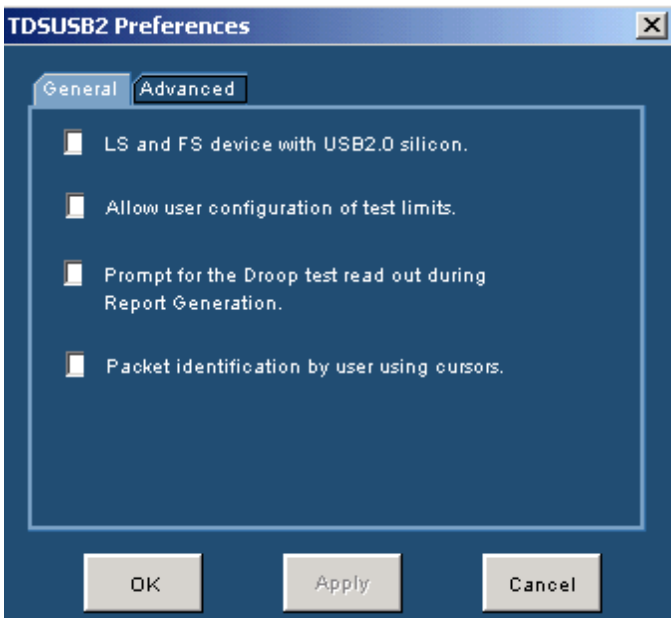 TDSUSB2 Preferences
General
Advanced
LS and FS device with USB2.0 silicon.
Allow user configuration of test limits.
Prompt for the Droop test read out during
Report Generation.
Packet identification by user using cursors.
OK
Apply
Cancel